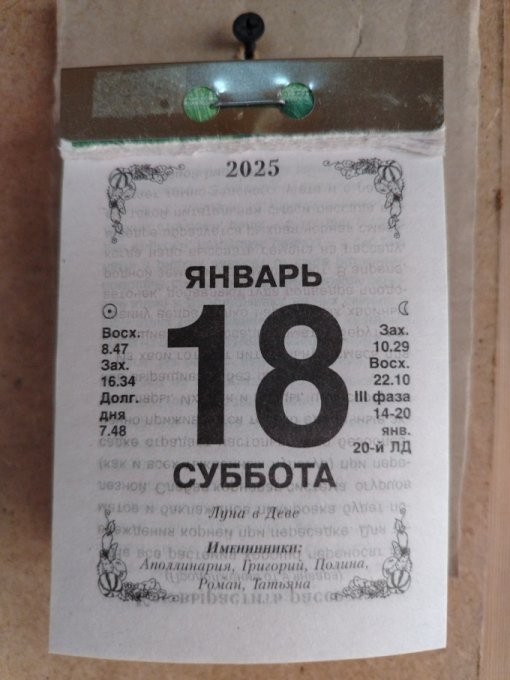 2025
ЯНВАРЬ
18
Восх.
8.47
Зах.
16.34
Долг.
дня
7.48
Зах.
10.29
Восх.
22.10
III фаза
14-20
янв.
20-й ЛД
СУББОТА
Луна в Деве
Именинники:
Аполлинария, Григорий, Полина,
Роман, Татьяна